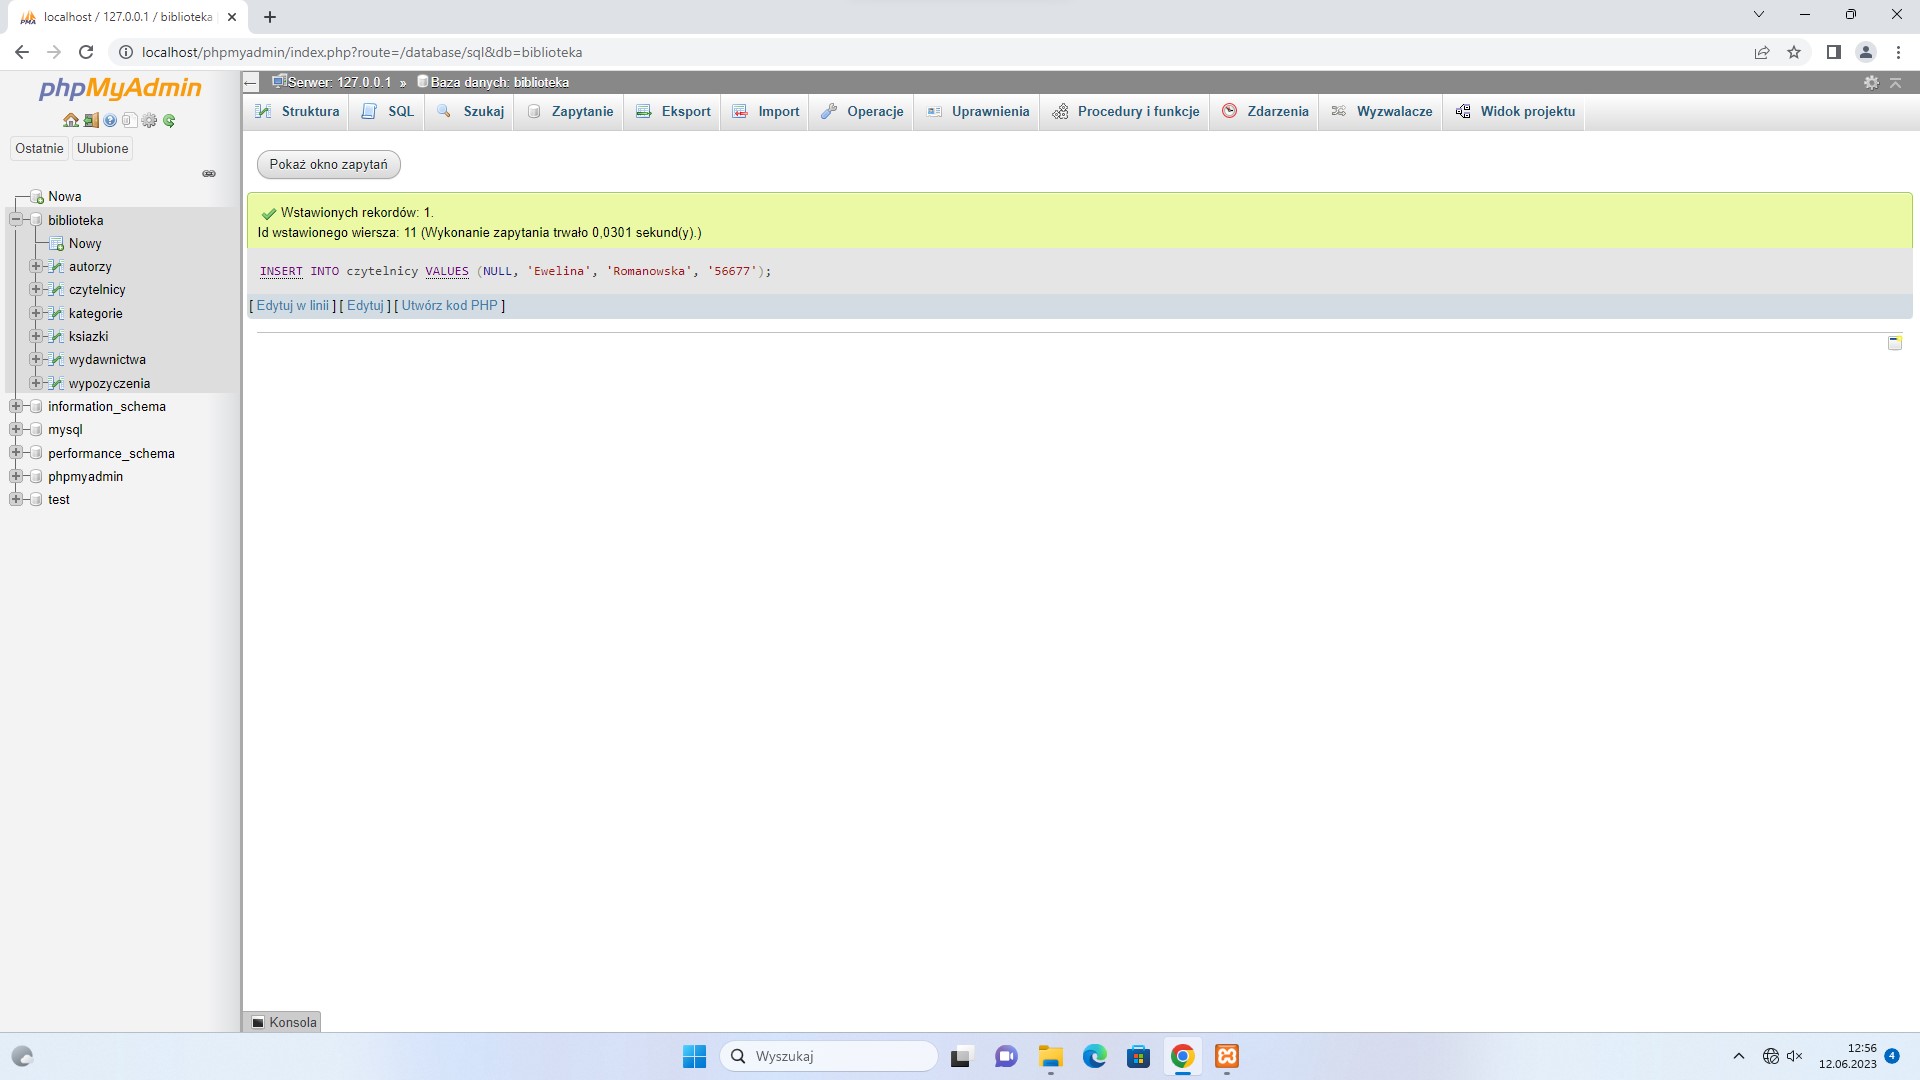 localhost / 127.0.0.1 / biblioteka
localhost/phpmyadmin/index.php?route=/database/sql&db=biblioteka
phpMyAdmin
Ostatnie Ulubione
Nowa
biblioteka
Nowy
autorzy
czytelnicy
kategorie
ksiazki
wydawnictwa
wypozyczenia
information_schema
mysql
performance_schema
phpmyadmin
test
Serwer: 127.0.0.1 » Baza danych: biblioteka
Struktura SQL Szukaj Zapytanie Eksport Import Operacje Uprawnienia Procedury i funkcje Zdarzenia Wyzwalacze Widok projektu
Pokaż okno zapytań
Wstawionych rekordów: 1.
Id wstawionego wiersza: 11 (Wykonanie zapytania trwało 0,0301 sekund(y).)
INSERT INTO czytelnicy VALUES (NULL, 'Ewelina', 'Romanowska', '56677');
[ Edytuj w linii ] [ Edytuj ] [ Utwórz kod PHP ]
Konsola
Wyszukaj
12:56
12.06.2023
4